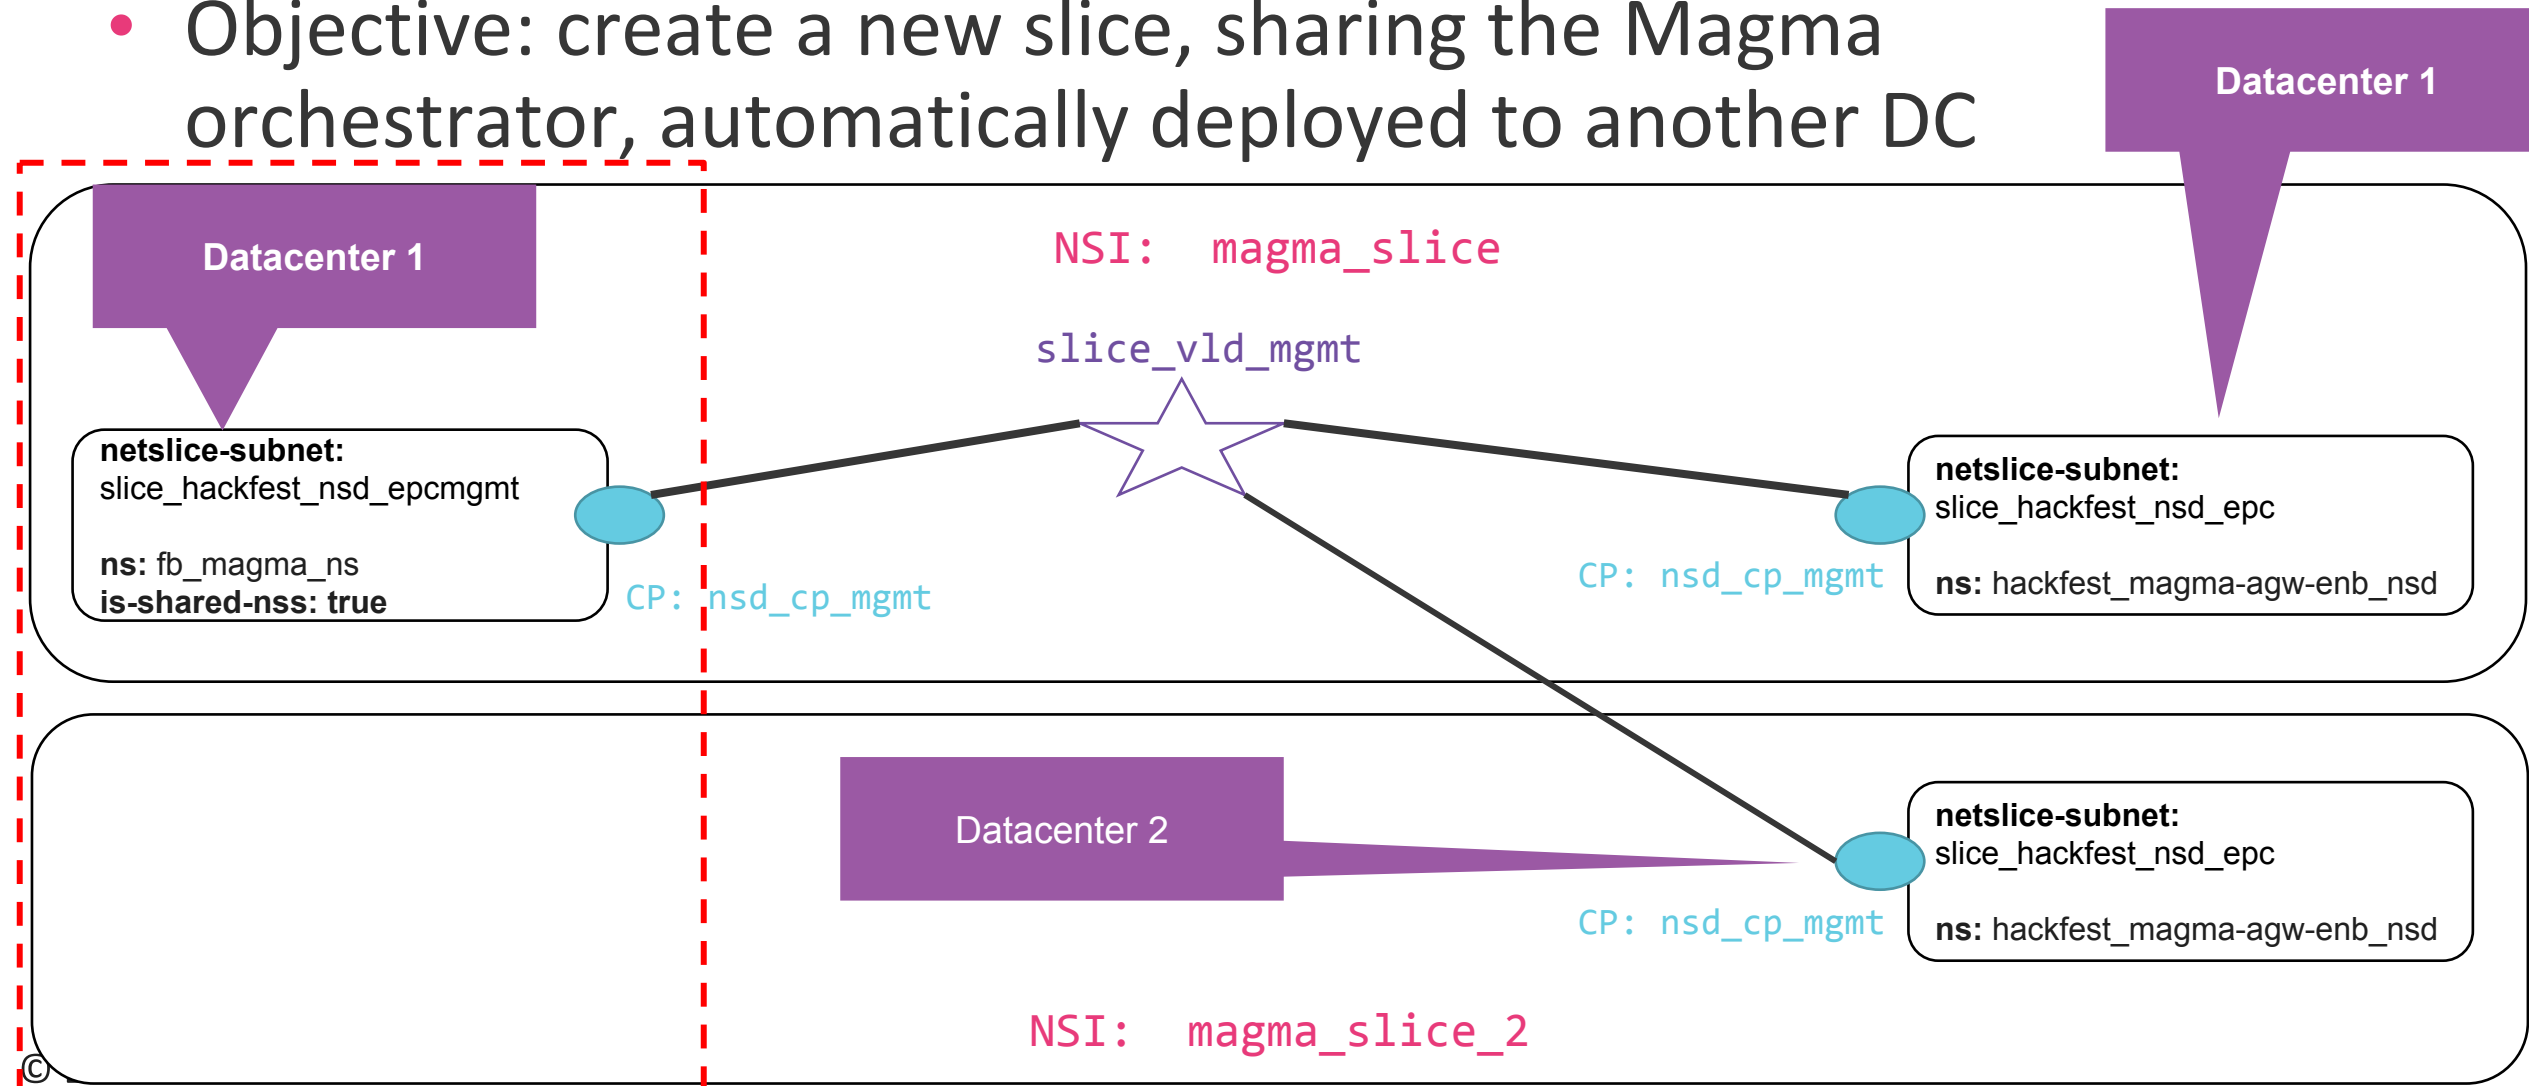 • Objective: create a new slice, sharing the Magma
orchestrator, automatically deployed to another DC
Datacenter 1
Datacenter 1
NSI: magma_slice
slice_vld_mgmt
netslice-subnet:
slice_hackfest_nsd_epcmgmt
ns: fb_magma_ns
is-shared-nss: true
CP: nsd_cp_mgmt
CP: nsd_cp_mgmt
netslice-subnet:
slice_hackfest_nsd_epc
ns: hackfest_magma-agw-enb_nsd
Datacenter 2
CP: nsd_cp_mgmt
netslice-subnet:
slice_hackfest_nsd_epc
ns: hackfest_magma-agw-enb_nsd
NSI: magma_slice_2
©